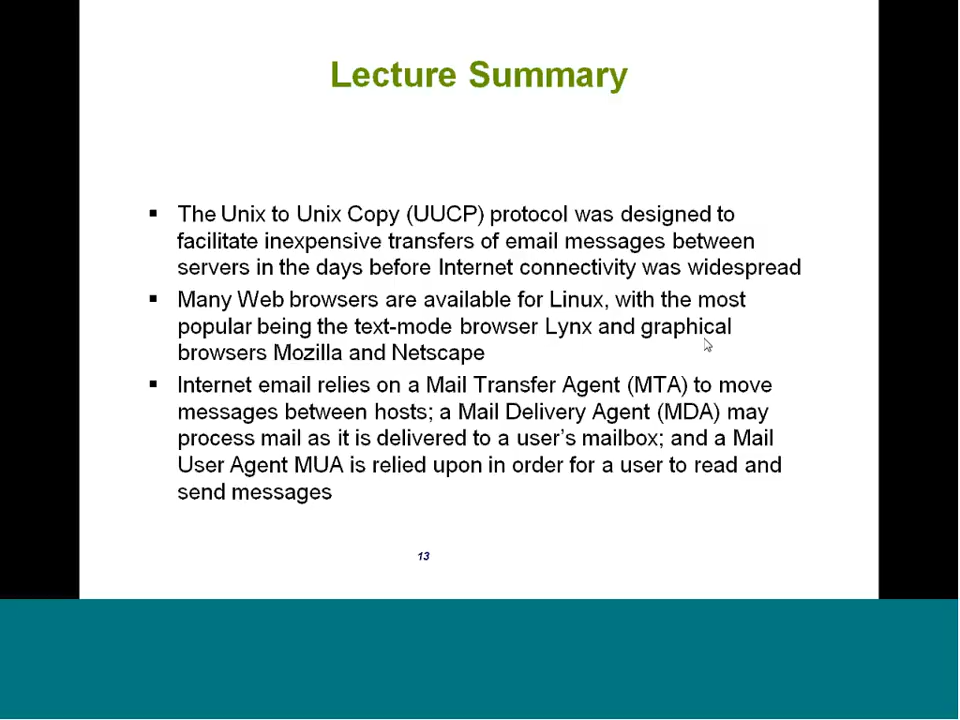 Lecture Summary
▪ The Unix to Unix Copy (UUCP) protocol was designed to
facilitate inexpensive transfers of email messages between
servers in the days before Internet connectivity was widespread
▪ Many Web browsers are available for Linux, with the most
popular being the text-mode browser Lynx and graphical
browsers Mozilla and Netscape
▪ Internet email relies on a Mail Transfer Agent (MTA) to move
messages between hosts; a Mail Delivery Agent (MDA) may
process mail as it is delivered to a user’s mailbox; and a Mail
User Agent MUA is relied upon in order for a user to read and
send messages
13